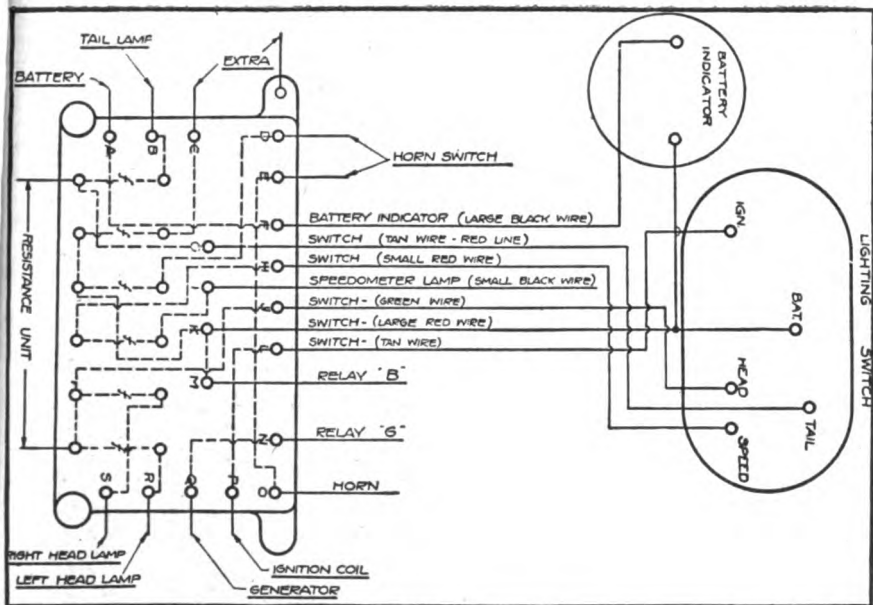 TAIL LAMP
EXTRA
BATTERY
BATTERY
INDICATOR
A
B
C
D
HORN SWITCH
E
F
BATTERY INDICATOR (LARGE BLACK WIRE)
IGN
G
SWITCH (TAN WIRE - RED LINE)
H
SWITCH (SMALL RED WIRE)
I
SPEEDOMETER LAMP (SMALL BLACK WIRE)
SWITCH- (GREEN WIRE)
K
SWITCH- (LARGE RED WIRE)
BAT.
SWITCH- (TAN WIRE)
LIGHTING SWITCH
RESISTANCE UNIT
M
RELAY "B"
HEAD
TAIL
SPEED
N
RELAY "G"
S
R
Q
P
O
HORN
RIGHT HEAD LAMP
LEFT HEAD LAMP
IGNITION COIL
GENERATOR